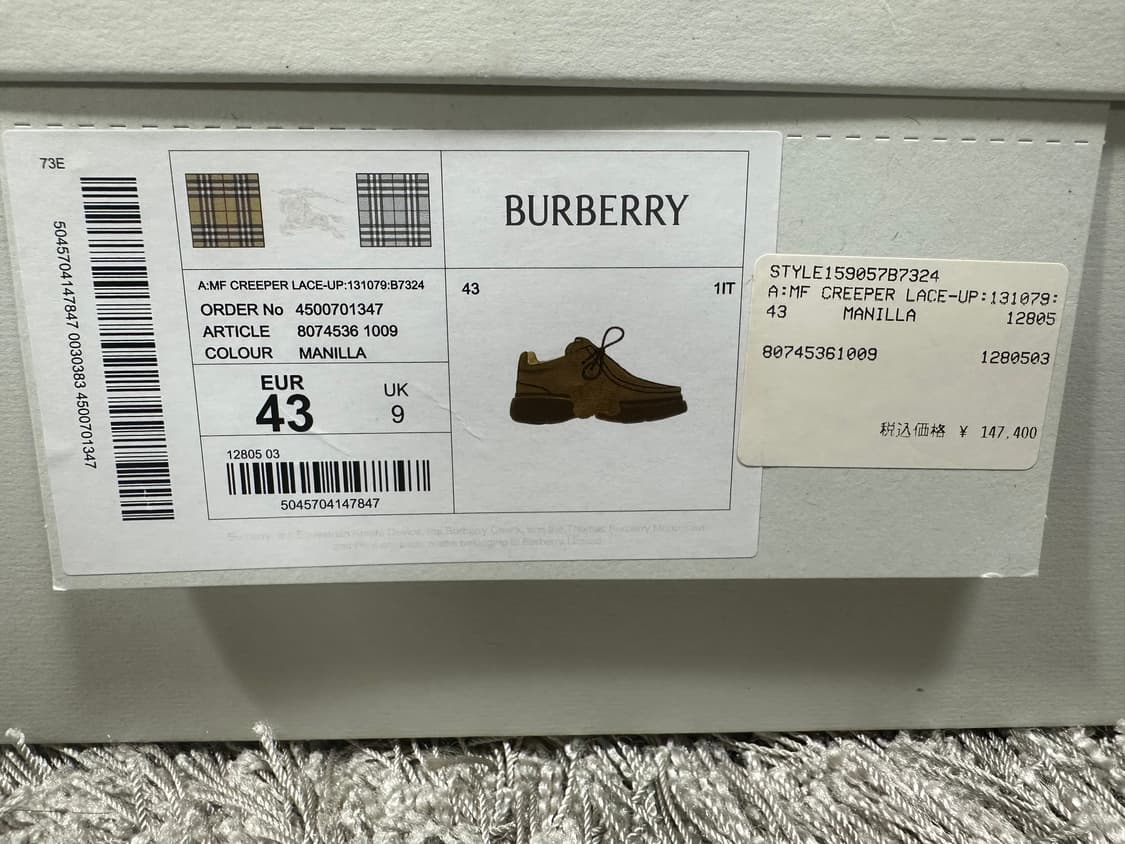 73E
5045704147847 0030383 4500701347
BURBERRY
A:MF CREEPER LACE-UP:131079:B7324
ORDER No 4500701347
ARTICLE 8074536 1009
COLOUR MANILLA
EUR
43
UK
9
12805 03
5045704147847
43 1IT
STYLE159057B7324
A:MF CREEPER LACE-UP:131079:
43 MANILLA 12805
80745361009 1280503
税込価格 ¥ 147,400